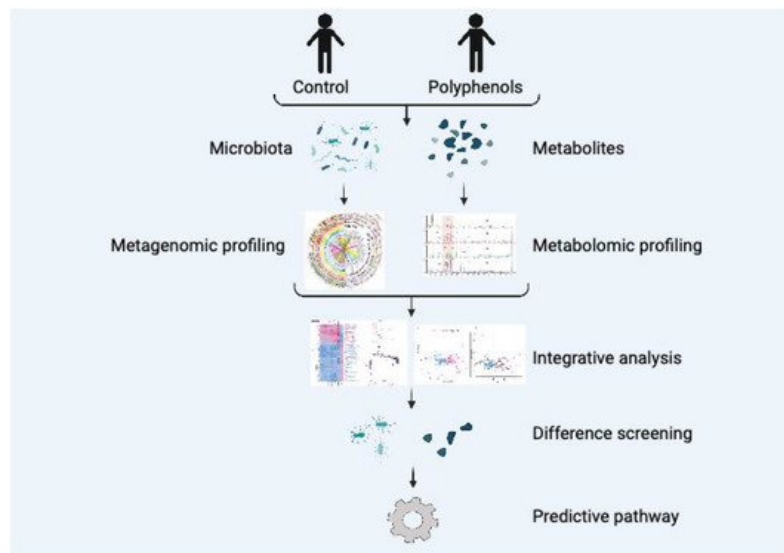 Control
Polyphenols
Microbiota
Metabolites
Metagenomic profiling
Metabolomic profiling
Integrative analysis
Difference screening
Predictive pathway